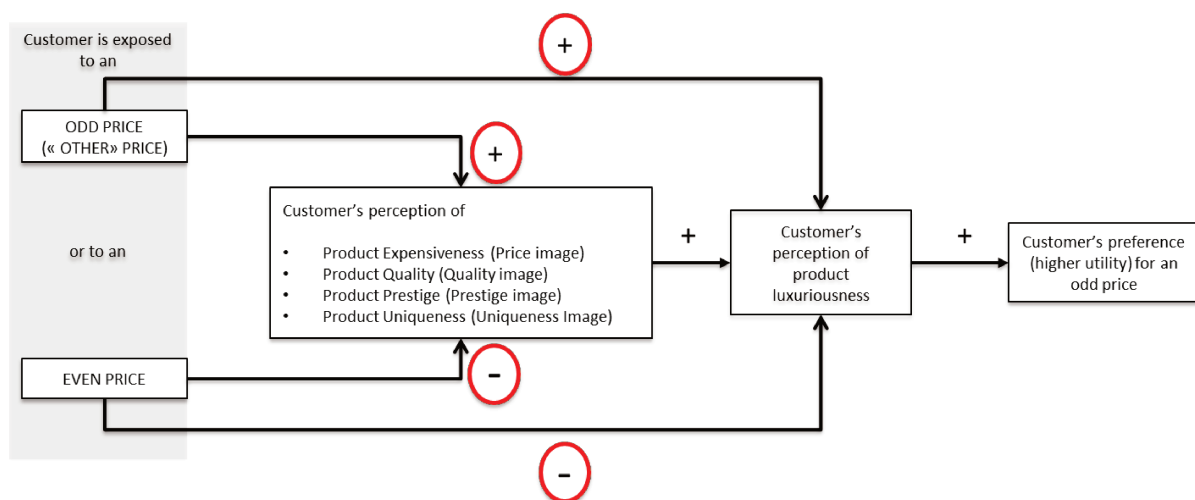 Customer is exposed
to an
+
ODD PRICE
(« OTHER» PRICE)
+
Customer's perception of
• Product Expensiveness (Price image)
• Product Quality (Quality image)
• Product Prestige (Prestige image)
• Product Uniqueness (Uniqueness Image)
or to an
+
Customer's
perception of
product
luxuriousness
+
Customer's preference
(higher utility) for an
odd price
EVEN PRICE
-
-